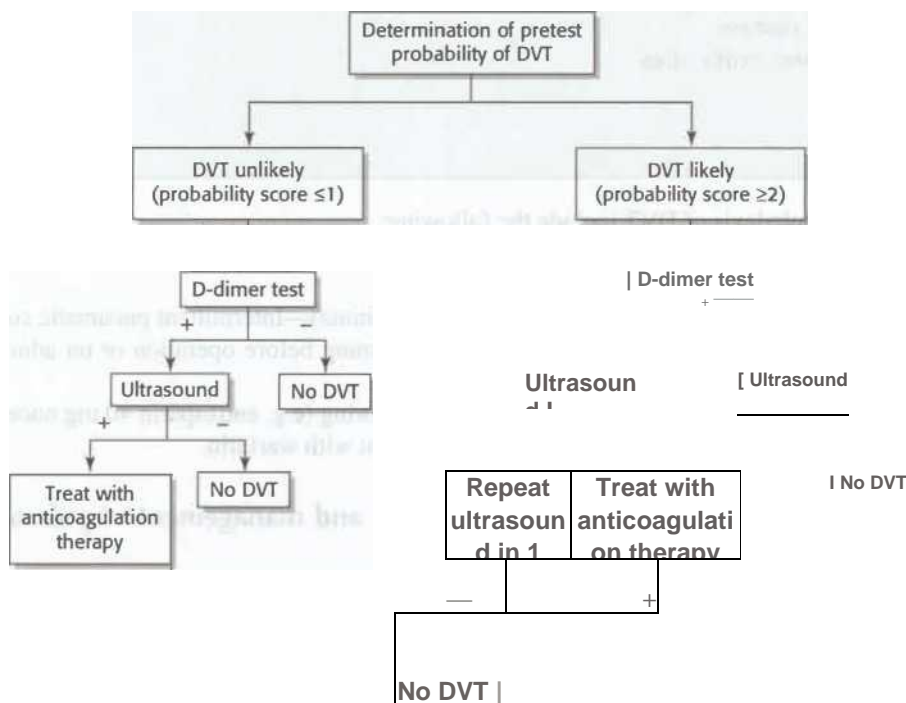 Determination of pretest
probability of DVT
DVT unlikely
(probability score ≤1)
DVT likely
(probability score ≥2)
D-dimer test
+ –
Ultrasound
No DVT
+ –
Treat with
anticoagulation
therapy
No DVT
| D-dimer test
+ —
Ultrasoun
[ Ultrasound
Repeat
ultrasoun
d in 1
Treat with
anticoagulati
on therapy
I No DVT
— +
No DVT |